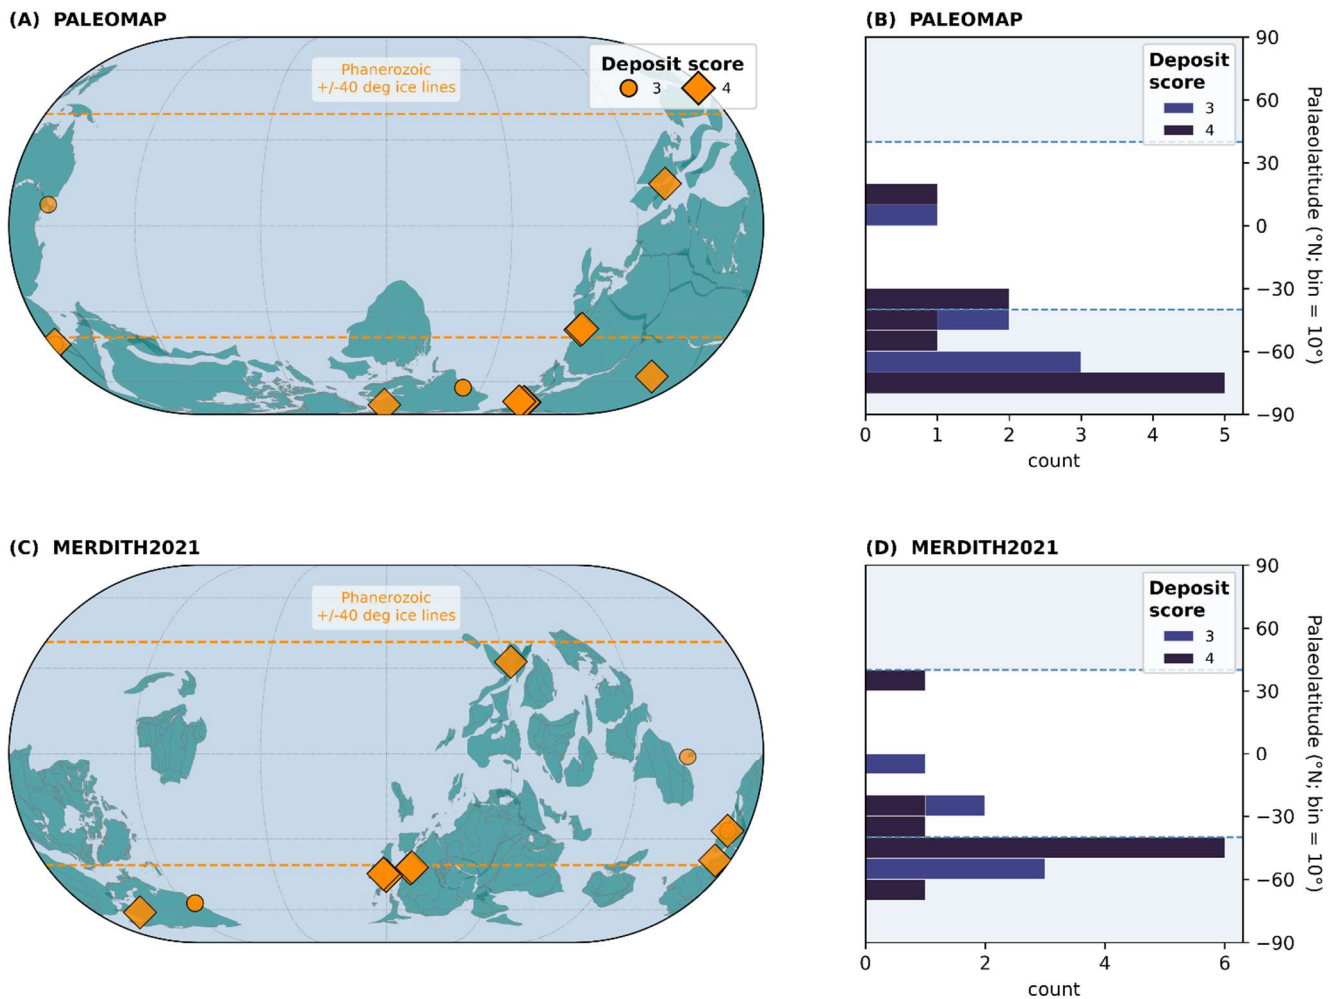 (A) PALEOMAP
Phanerozoic
+/-40 deg ice lines
Deposit score
3 4
(B) PALEOMAP
Deposit
score
3
4
90
60
30
0
−30
−60
−90
Palaeolatitude (°N; bin = 10°)
0 1 2 3 4 5
count
(C) MERDITH2021
Phanerozoic
+/-40 deg ice lines
(D) MERDITH2021
Deposit
score
3
4
90
60
30
0
−30
−60
−90
Palaeolatitude (°N; bin = 10°)
0 2 4 6
count